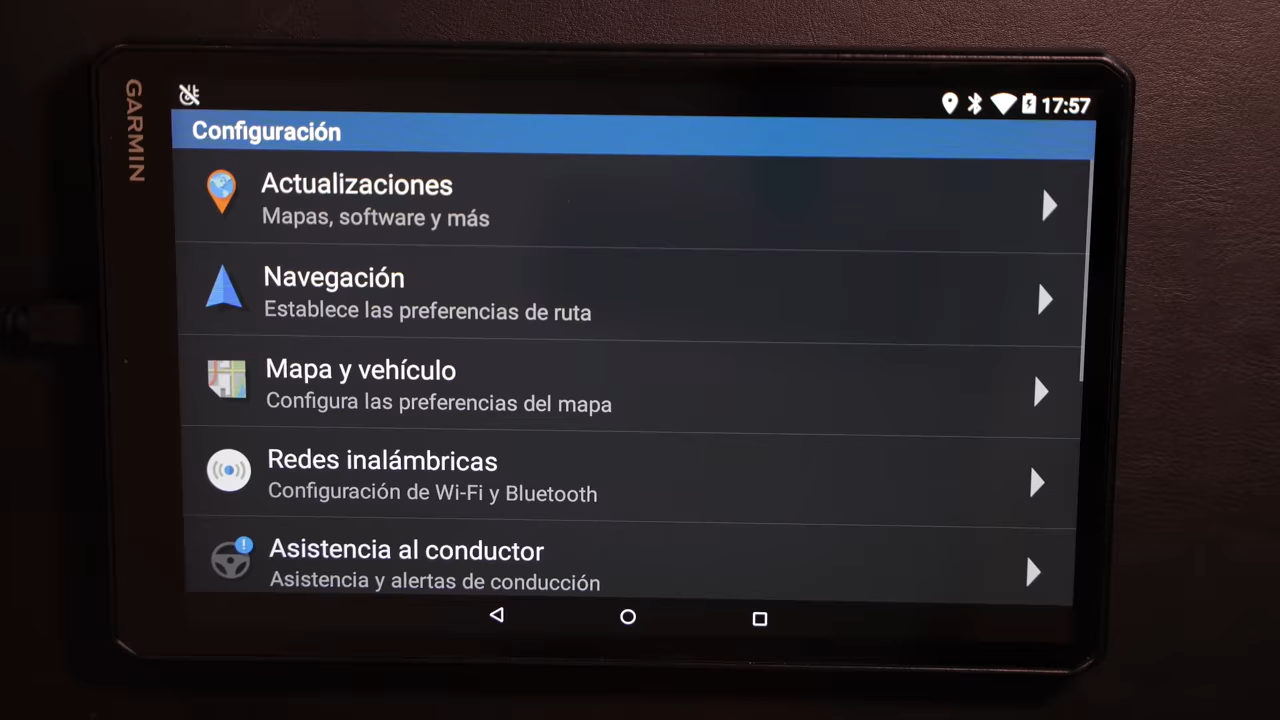 GARMIN
17:57
Configuración
Actualizaciones
Mapas, software y más
Navegación
Establece las preferencias de ruta
Mapa y vehículo
Configura las preferencias del mapa
Redes inalámbricas
Configuración de Wi-Fi y Bluetooth
Asistencia al conductor
Asistencia y alertas de conducción